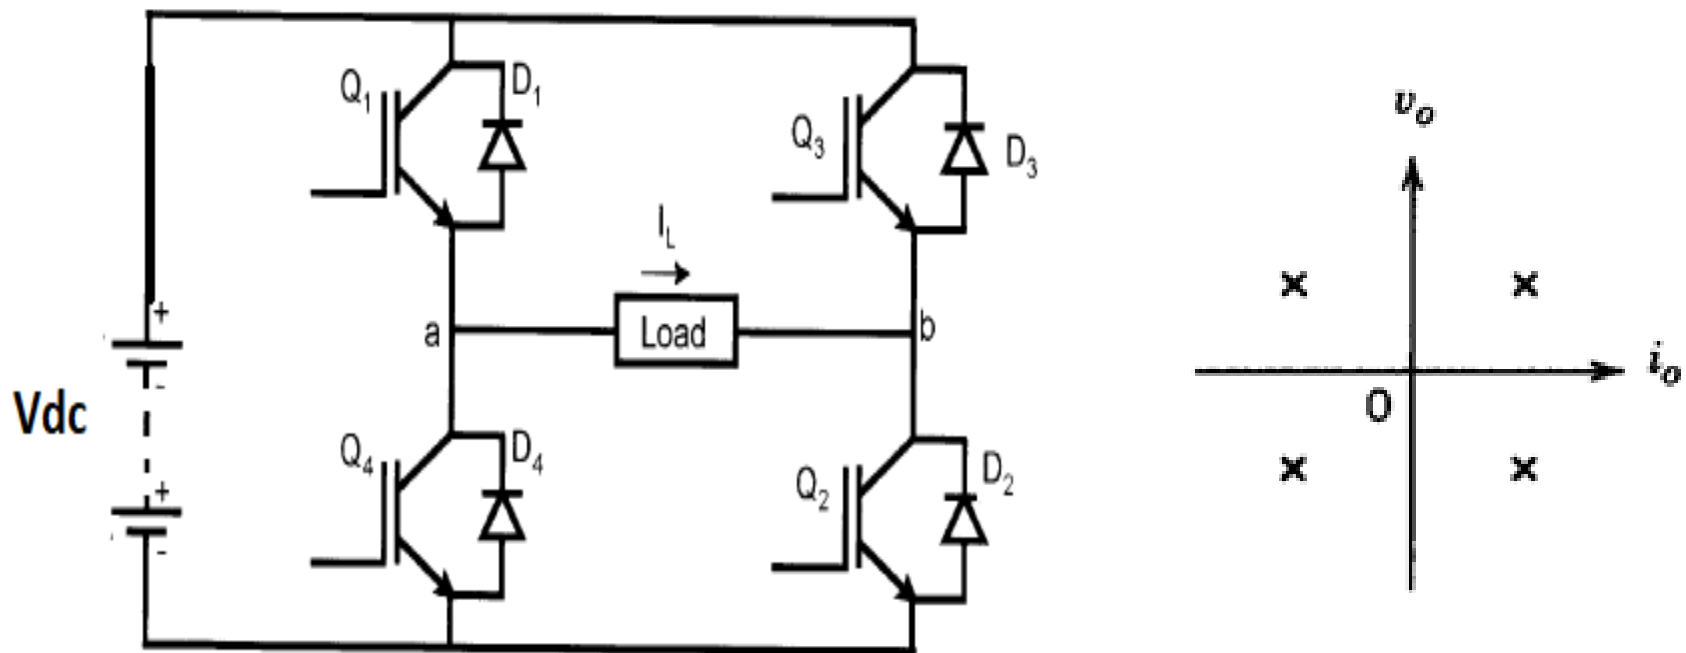 Q1
D1
Q3
D3
IL
a
Load
b
+
-
Vdc
+
-
Q4
D4
Q2
D2
vo
× ×
io
O
× ×